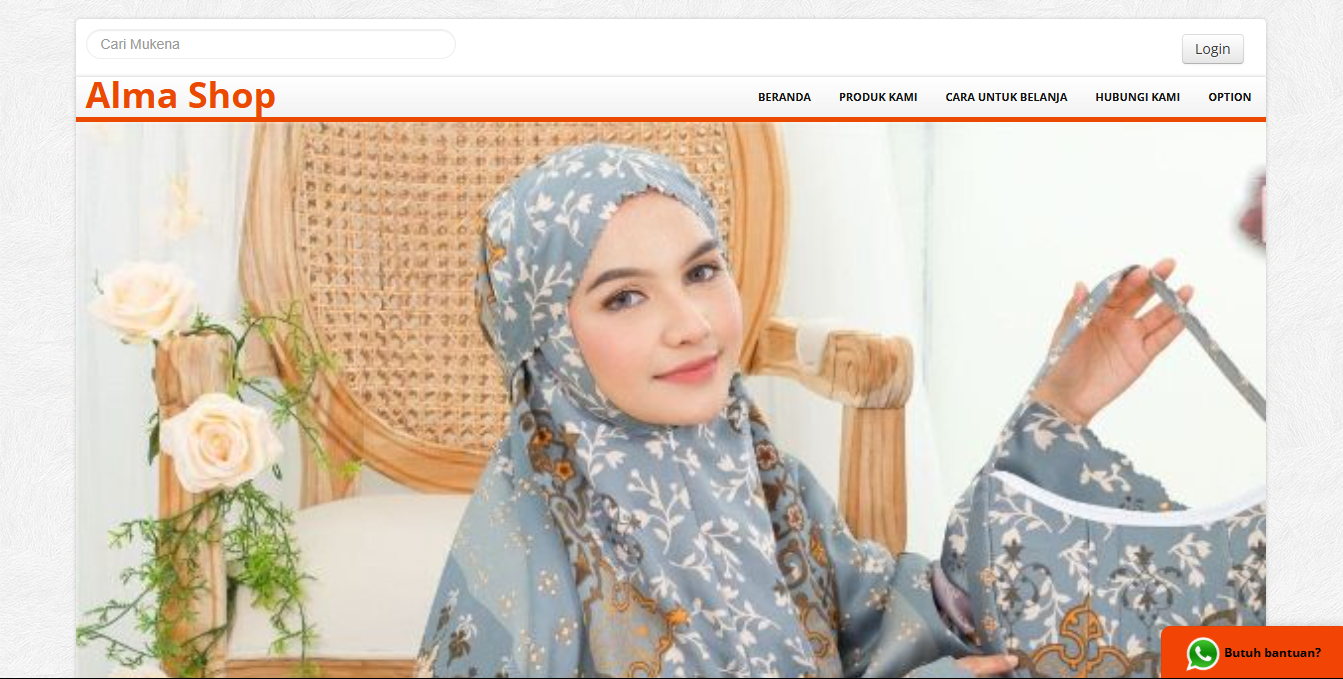 Cari Mukena
Login
Alma Shop
BERANDA PRODUK KAMI CARA UNTUK BELANJA HUBUNGI KAMI OPTION
Butuh bantuan?